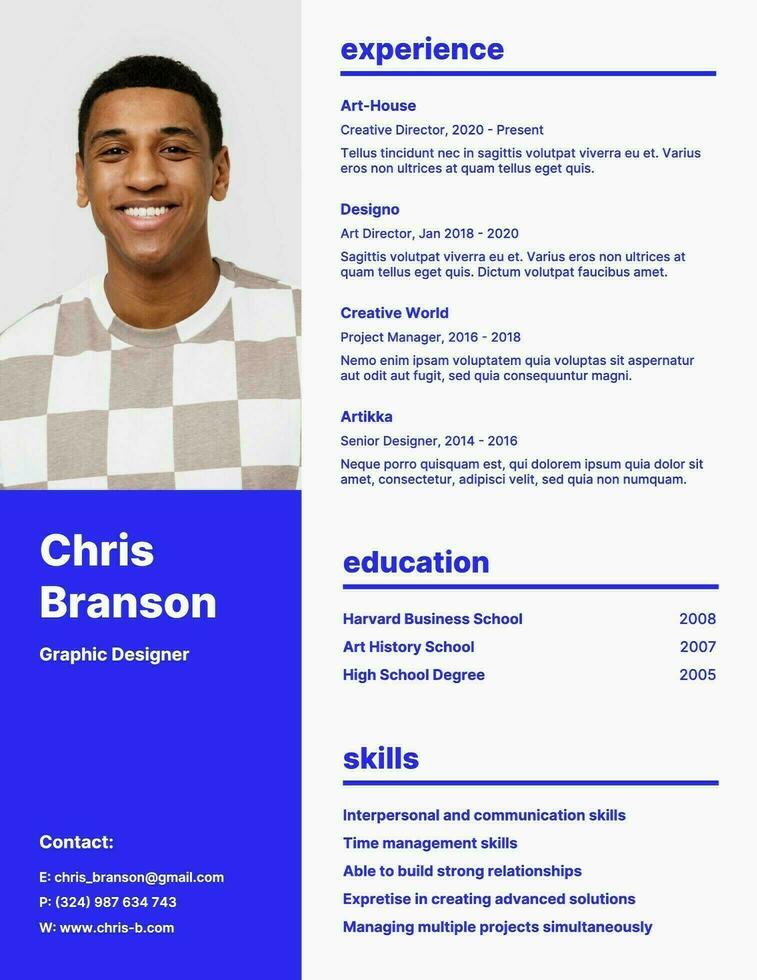 Chris
Branson
Graphic Designer
Contact:
E: chris_branson@gmail.com
P: (324) 987 634 743
W: www.chris-b.com
experience
Art-House
Creative Director, 2020 - Present
Tellus tincidunt nec in sagittis volutpat viverra eu et. Varius
eros non ultrices at quam tellus eget quis.
Designo
Art Director, Jan 2018 - 2020
Sagittis volutpat viverra eu et. Varius eros non ultrices at
quam tellus eget quis. Dictum volutpat faucibus amet.
Creative World
Project Manager, 2016 - 2018
Nemo enim ipsam voluptatem quia voluptas sit aspernatur
aut odit aut fugit, sed quia consequuntur magni.
Artikka
Senior Designer, 2014 - 2016
Neque porro quisquam est, qui dolorem ipsum quia dolor sit
amet, consectetur, adipisci velit, sed quia non numquam.
education
Harvard Business School 2008
Art History School 2007
High School Degree 2005
skills
Interpersonal and communication skills
Time management skills
Able to build strong relationships
Expretise in creating advanced solutions
Managing multiple projects simultaneously